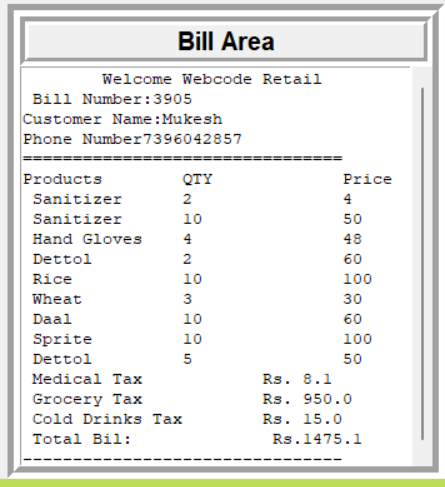 Bill Area
Welcome Webcode Retail
Bill Number:3905
Customer Name:Mukesh
Phone Number7396042857
================================
Products QTY Price
Sanitizer 2 4
Sanitizer 10 50
Hand Gloves 4 48
Dettol 2 60
Rice 10 100
Wheat 3 30
Daal 10 60
Sprite 10 100
Dettol 5 50
Medical Tax Rs. 8.1
Grocery Tax Rs. 950.0
Cold Drinks Tax Rs. 15.0
Total Bil: Rs.1475.1
--------------------------------